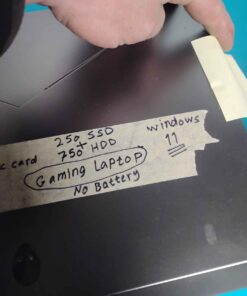 250 SSD
+
750 HDD
card
Gaming Laptop
No Battery
windows
11